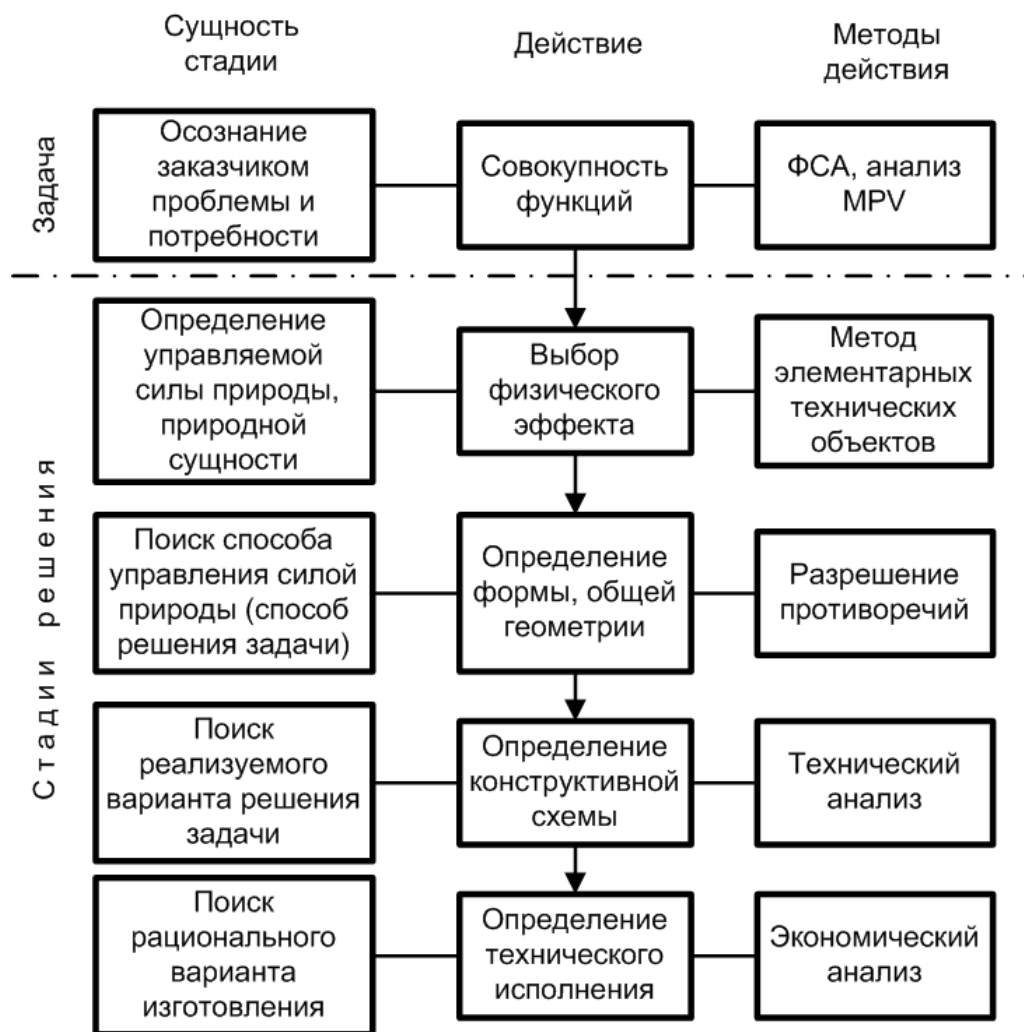 Сущность
стадии
Действие
Методы
действия
Задача
Осознание
заказчиком
проблемы и
потребности
Совокупность
функций
ФСА, анализ
MPV
Стадии решения
Определение
управляемой
силы природы,
природной
сущности
Выбор
физического
эффекта
Метод
элементарных
технических
объектов
Поиск способа
управления силой
природы (способ
решения задачи)
Определение
формы, общей
геометрии
Разрешение
противоречий
Поиск
реализуемого
варианта решения
задачи
Определение
конструктивной
схемы
Технический
анализ
Поиск
рационального
варианта
изготовления
Определение
технического
исполнения
Экономический
анализ